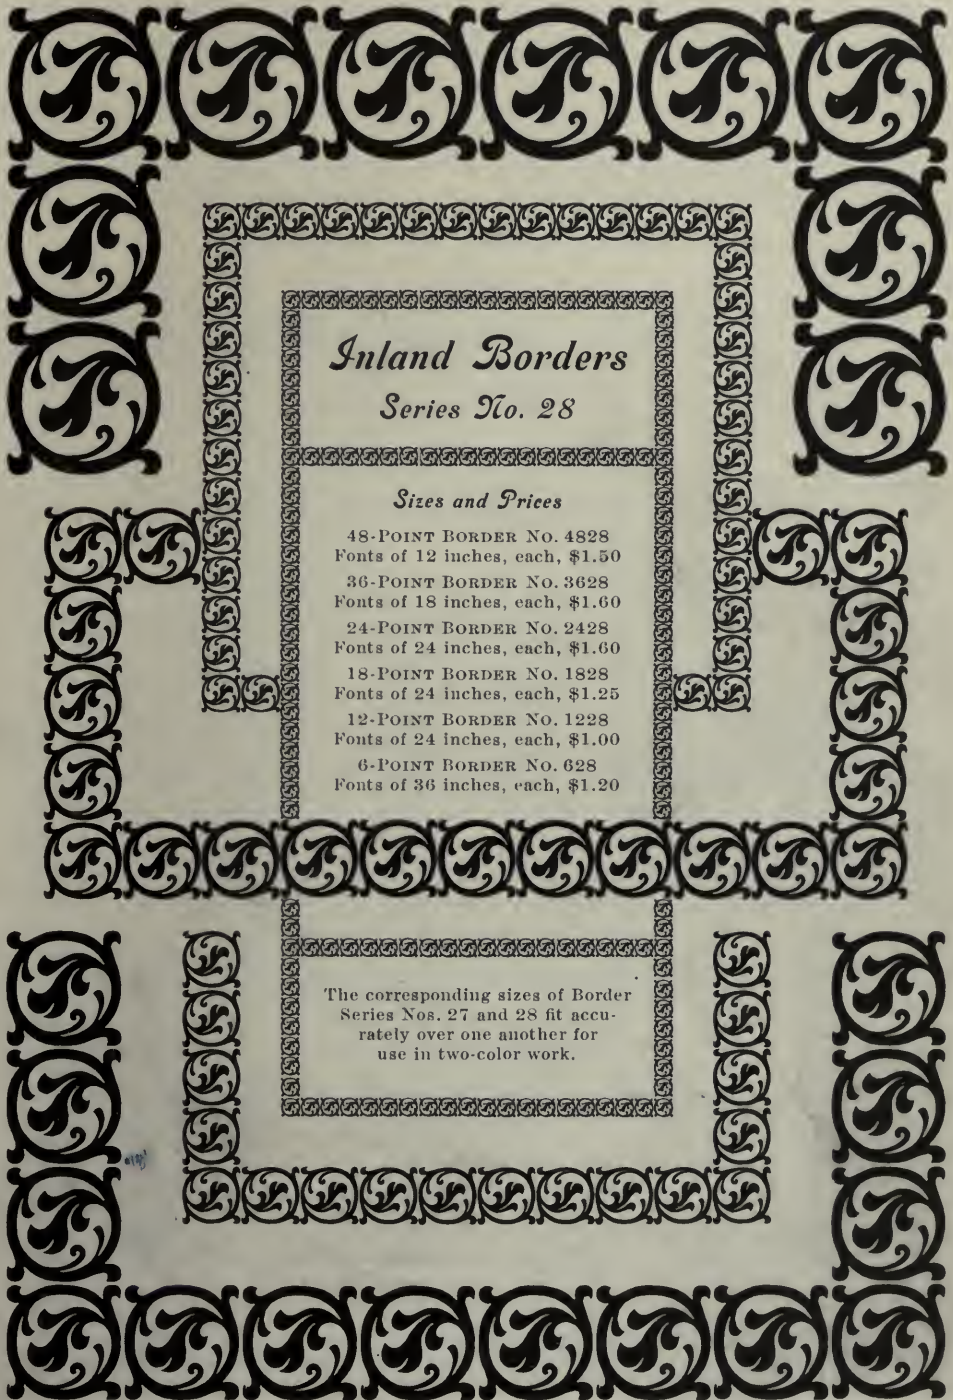 Inland Borders
Series No. 28
Sizes and Prices
48-POINT BORDER NO. 4828
Fonts of 12 inches, each, $1.50
36-POINT BORDER NO. 3628
Fonts of 18 inches, each, $1.60
24-POINT BORDER NO. 2428
Fonts of 24 inches, each, $1.60
18-POINT BORDER NO. 1828
Fonts of 24 inches, each, $1.25
12-POINT BORDER NO. 1228
Fonts of 24 inches, each, $1.00
6-POINT BORDER NO. 628
Fonts of 36 inches, each, $1.20
The corresponding sizes of Border
Series Nos. 27 and 28 fit accu-
rately over one another for
use in two-color work.